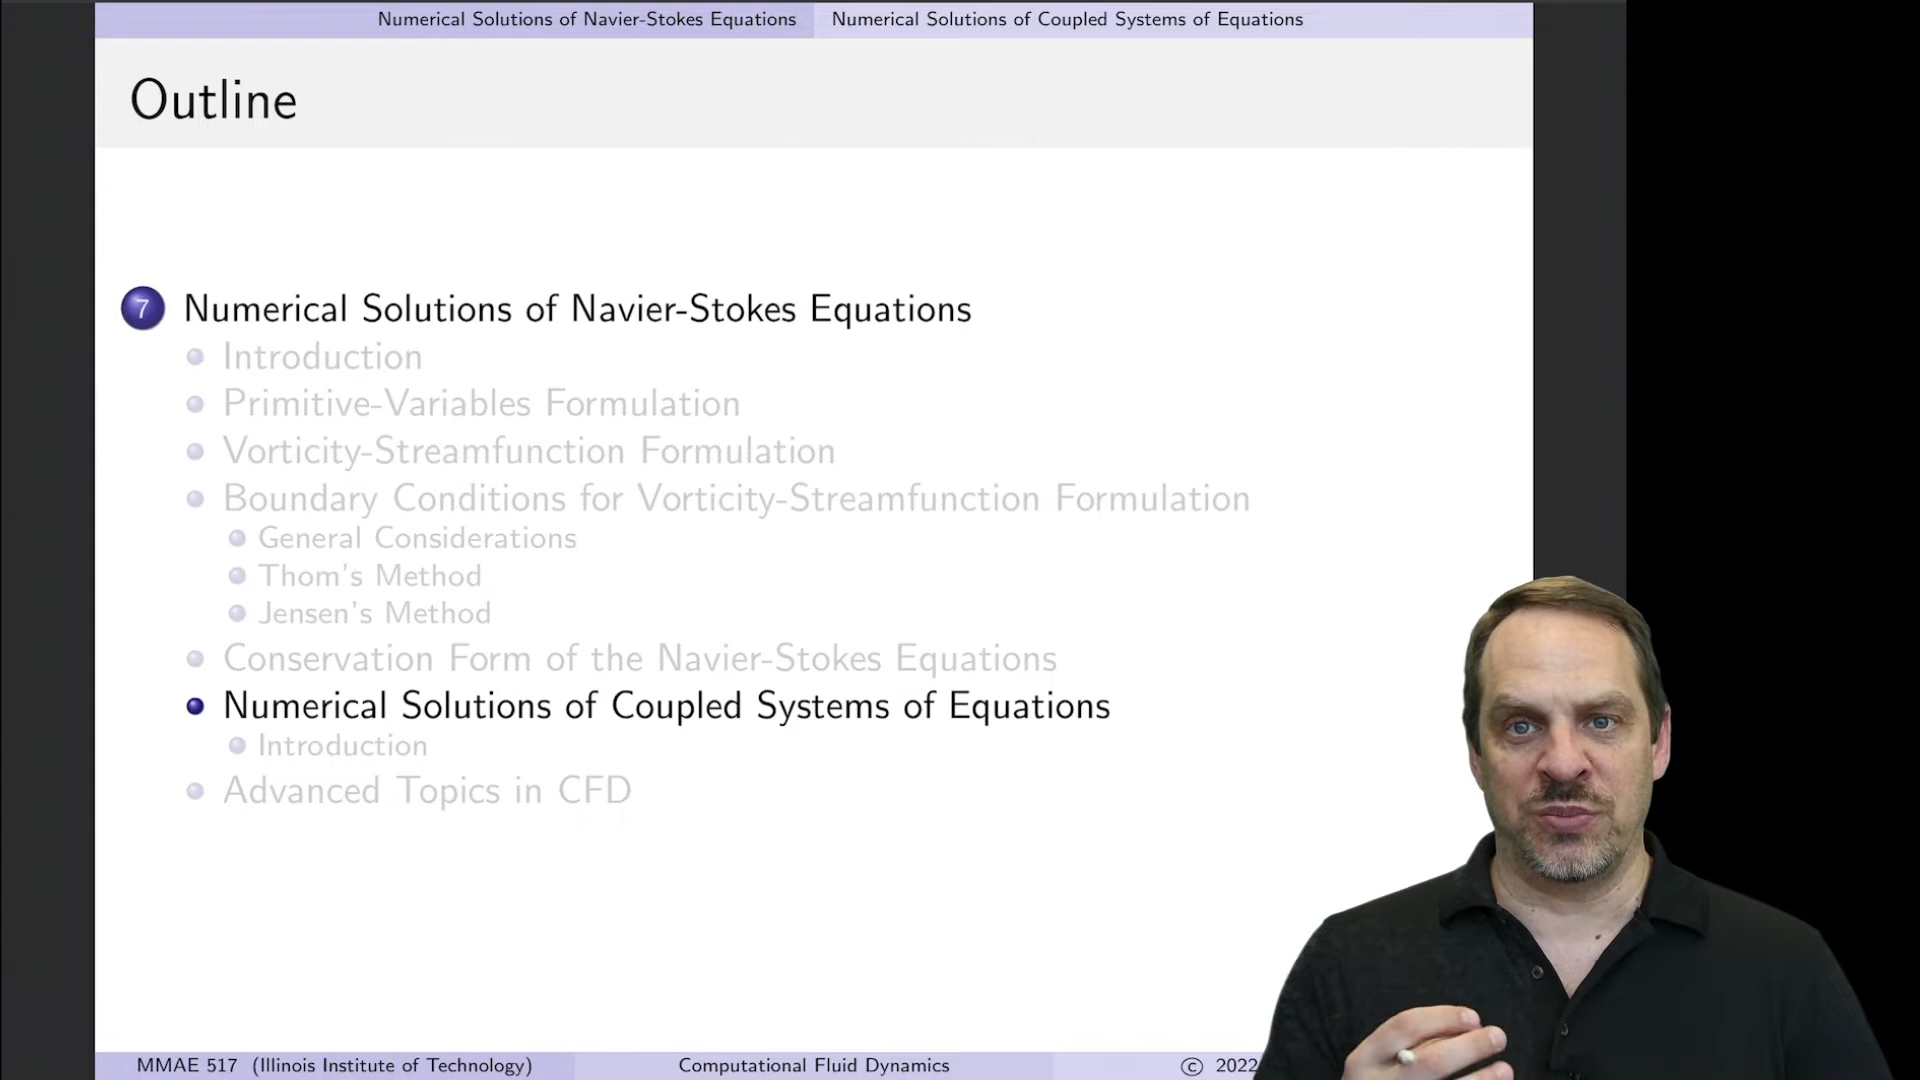 Numerical Solutions of Navier-Stokes Equations Numerical Solutions of Coupled Systems of Equations
Outline
7 Numerical Solutions of Navier-Stokes Equations
Introduction
Primitive-Variables Formulation
Vorticity-Streamfunction Formulation
Boundary Conditions for Vorticity-Streamfunction Formulation
General Considerations
Thom's Method
Jensen's Method
Conservation Form of the Navier-Stokes Equations
Numerical Solutions of Coupled Systems of Equations
Introduction
Advanced Topics in CFD
MMAE 517 (Illinois Institute of Technology) Computational Fluid Dynamics © 2022